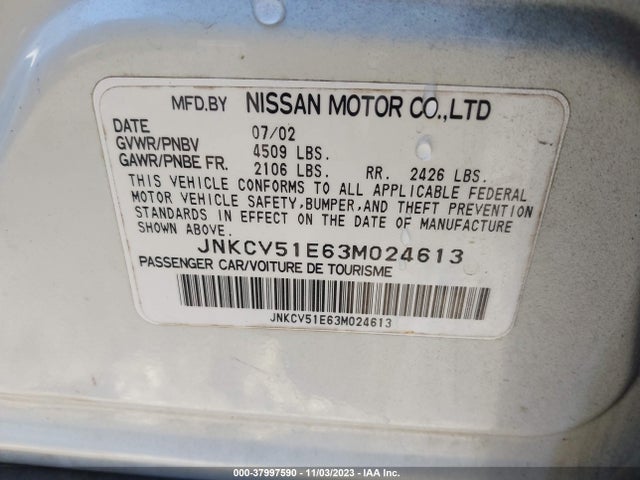 MFD.BY NISSAN MOTOR CO.,LTD
DATE 07/02
GVWR/PNBV 4509 LBS.
GAWR/PNBE FR. 2106 LBS. RR. 2426 LBS.
THIS VEHICLE CONFORMS TO ALL APPLICABLE FEDERAL
MOTOR VEHICLE SAFETY, BUMPER, AND THEFT PREVENTION
STANDARDS IN EFFECT ON THE DATE OF MANUFACTURE
SHOWN ABOVE.
JNKCV51E63M024613
PASSENGER CAR/VOITURE DE TOURISME
JNKCV51E63M024613
000-37997590 - 11/03/2023 - IAA Inc.